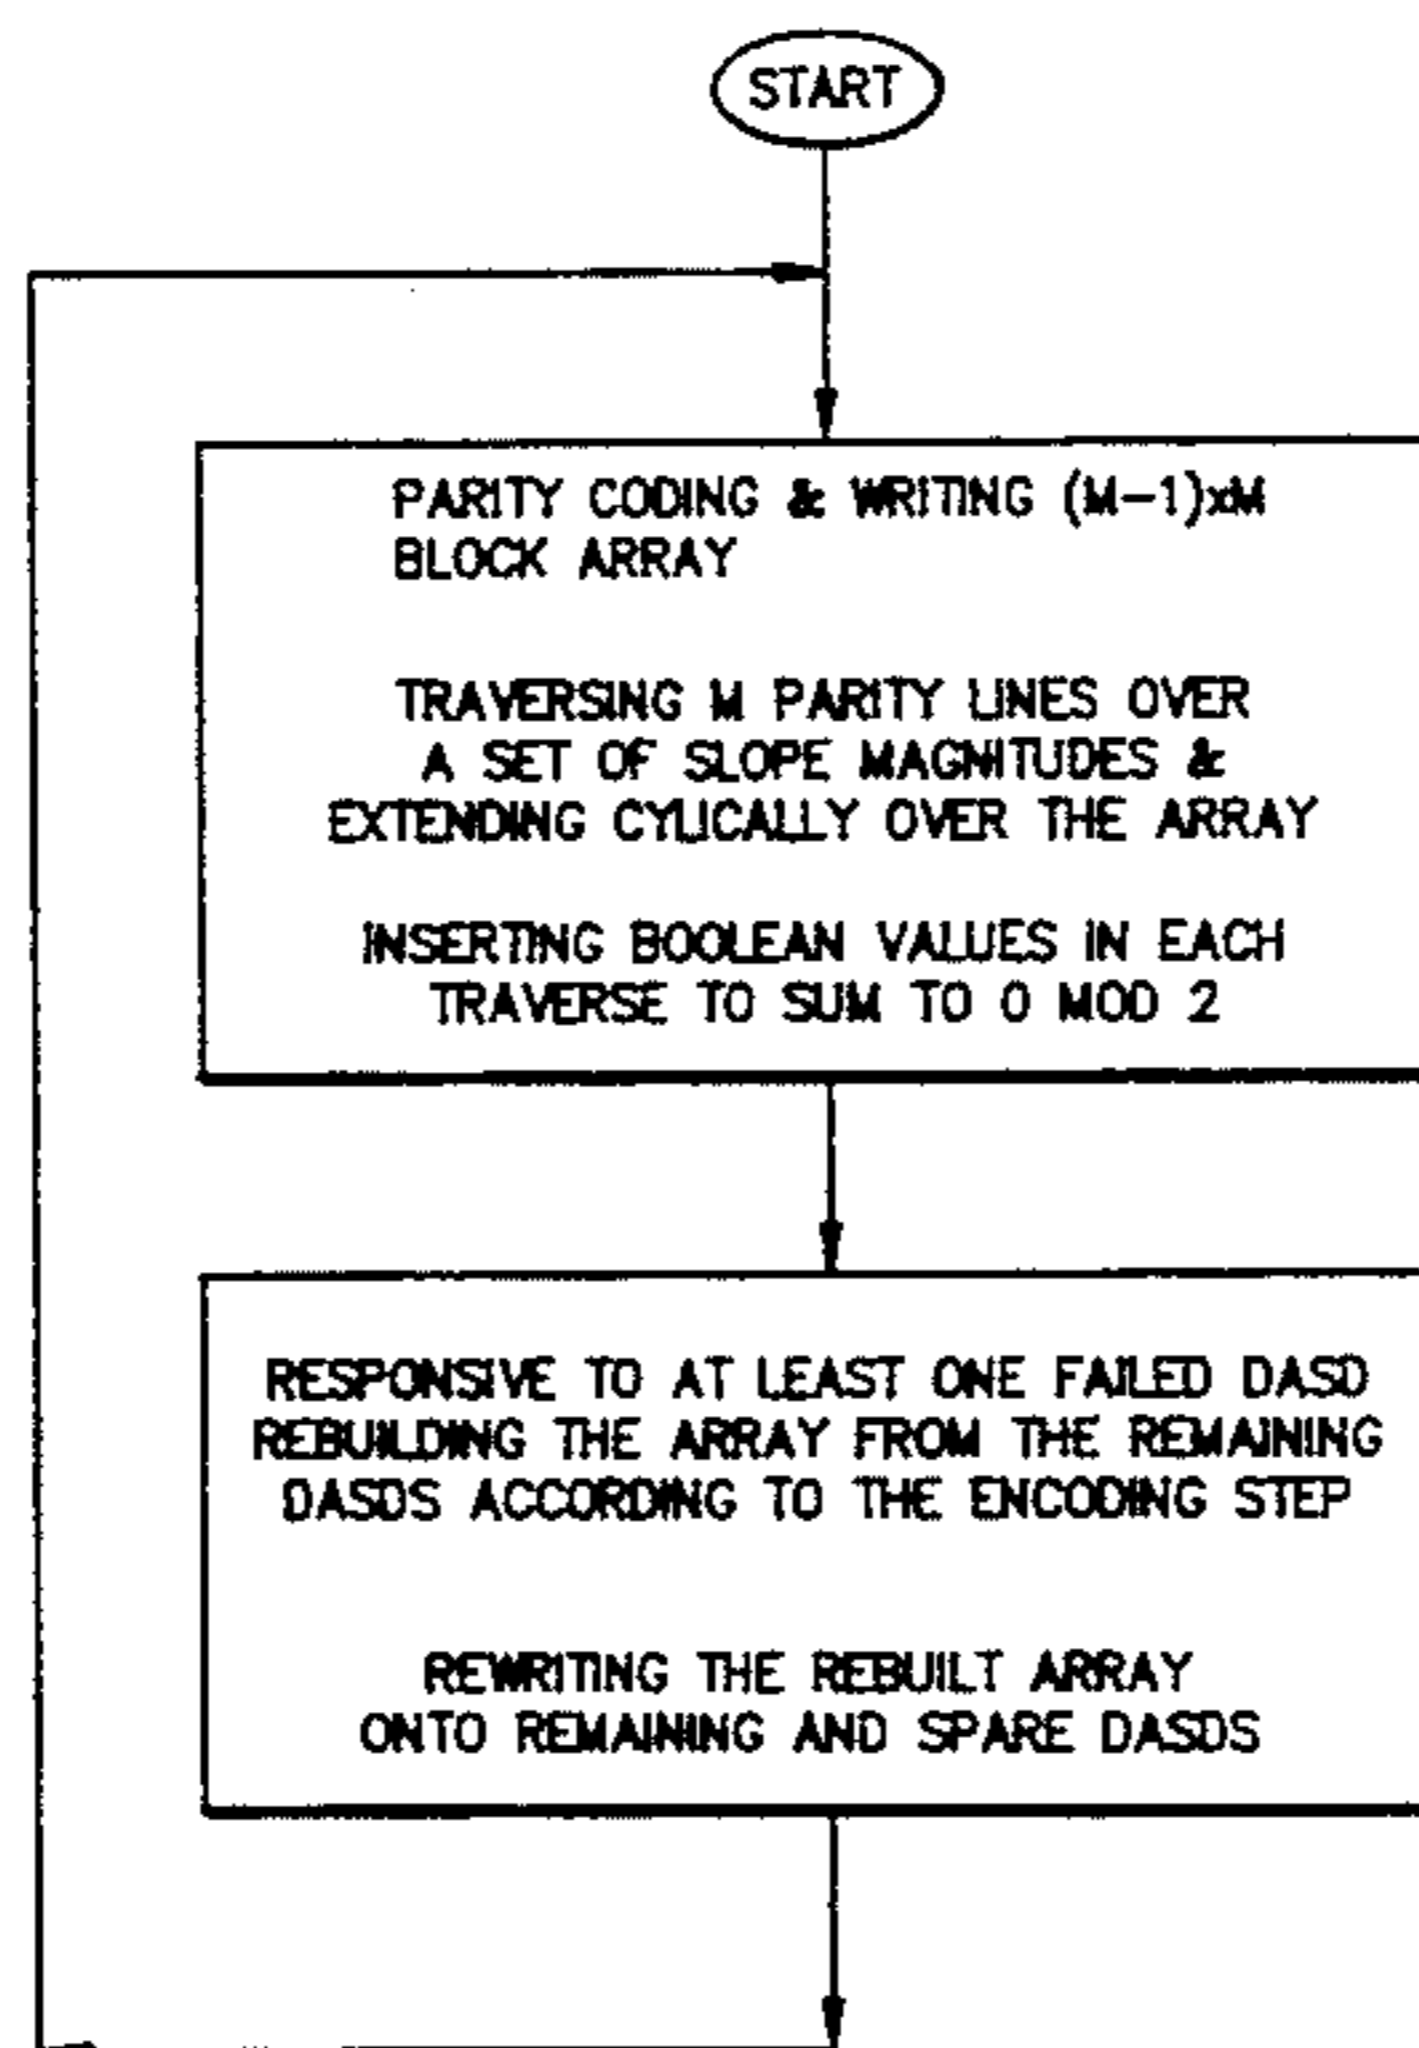 START
PARITY CODING & WRITING (M-1)xM
BLOCK ARRAY
TRAVERSING M PARITY LINES OVER
A SET OF SLOPE MAGNITUDES &
EXTENDING CYLICALLY OVER THE ARRAY
INSERTING BOOLEAN VALUES IN EACH
TRAVERSE TO SUM TO 0 MOD 2
RESPONSIVE TO AT LEAST ONE FAILED DASD
REBUILDING THE ARRAY FROM THE REMAINING
DASDS ACCORDING TO THE ENCODING STEP
REWRITING THE REBUILT ARRAY
ONTO REMAINING AND SPARE DASDS